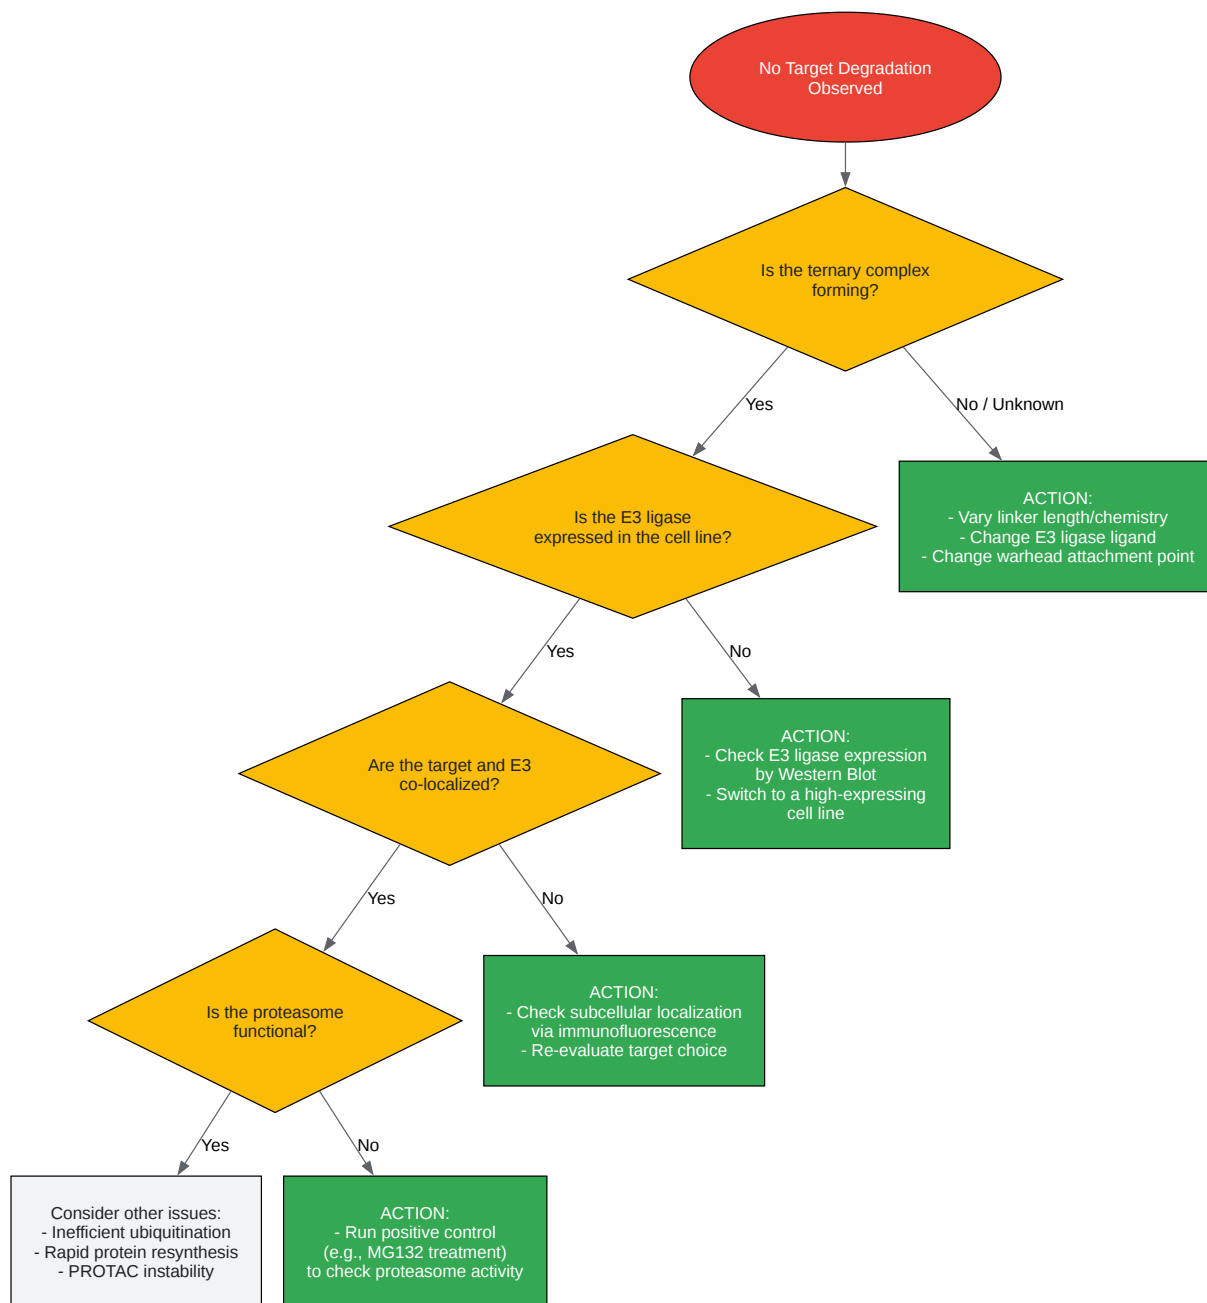 No Target Degradation
Observed
Is the ternary complex
forming?
Yes
No / Unknown
Is the E3 ligase
expressed in the cell line?
ACTION:
- Vary linker length/chemistry
- Change E3 ligase ligand
- Change warhead attachment point
Yes
No
Are the target and E3
co-localized?
ACTION:
- Check E3 ligase expression
by Western Blot
- Switch to a high-expressing
cell line
Yes
No
Is the proteasome
functional?
ACTION:
- Check subcellular localization
via immunofluorescence
- Re-evaluate target choice
Yes
No
Consider other issues:
- Inefficient ubiquitination
- Rapid protein resynthesis
- PROTAC instability
ACTION:
- Run positive control
(e.g., MG132 treatment)
to check proteasome activity